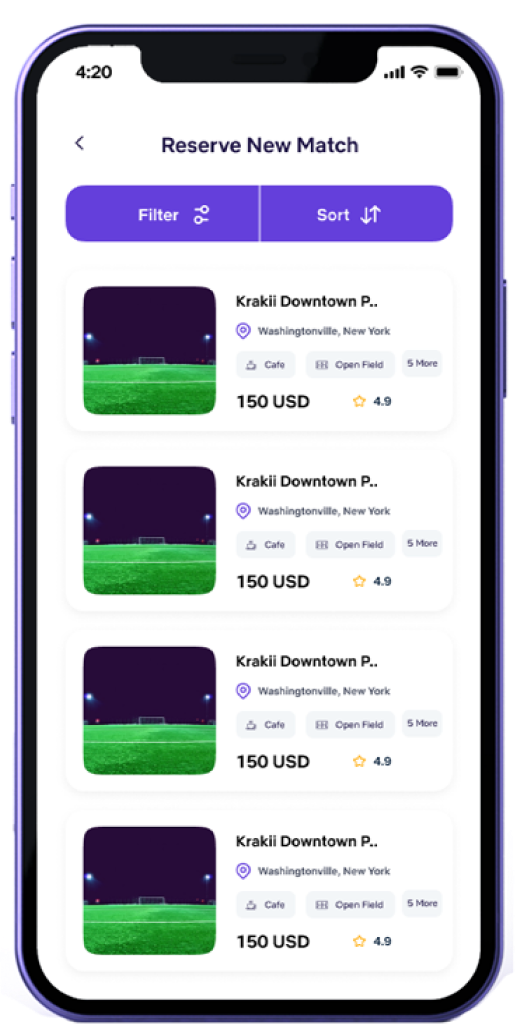 4:20
Reserve New Match
Filter Sort
Krakii Downtown P..
Washingtonville, New York
Cafe Open Field 5 More
150 USD 4.9
Krakii Downtown P..
Washingtonville, New York
Cafe Open Field 5 More
150 USD 4.9
Krakii Downtown P..
Washingtonville, New York
Cafe Open Field 5 More
150 USD 4.9
Krakii Downtown P..
Washingtonville, New York
Cafe Open Field 5 More
150 USD 4.9